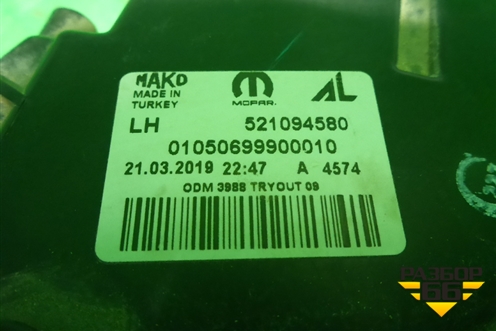 MAKO
MADE IN
TURKEY
MOPAR.
AL
LH 521094580
01050699900010
21.03.2019 22:47 A 4574
ODM 3988 TRYOUT 09
РАЗБОР
66